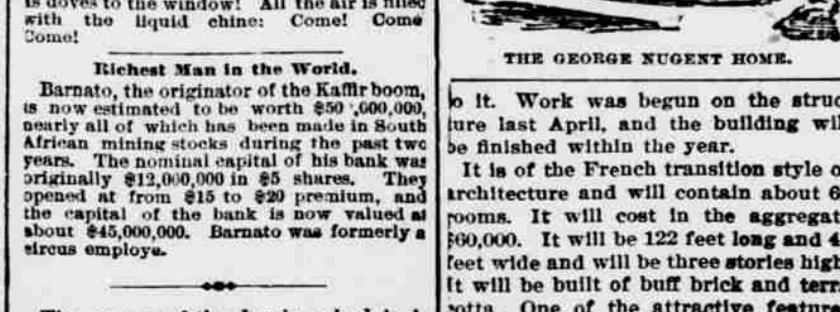 is doves to the window! All the air is filled
with the liquid chine: Come! Come
Come!
Richest Man in the World.
Barnato, the originator of the Kaffir boom,
is now estimated to be worth $50 ,000,000,
nearly all of which has been made in South
African mining stocks during the past two
years. The nominal capital of his bank was
originally $12,000,000 in $5 shares. They
opened at from $15 to $20 premium, and
the capital of the bank is now valued at
about $45,000,000. Barnato was formerly a
circus employe.
THE GEORGE NUGENT HOME.
to it. Work was begun on the struc
ture last April, and the building wil
be finished within the year.
It is of the French transition style o
architecture and will contain about 6
rooms. It will cost in the aggregat
$60,000. It will be 122 feet long and 4
feet wide and will be three stories high
It will be built of buff brick and terr
cotta. One of the attractive feature